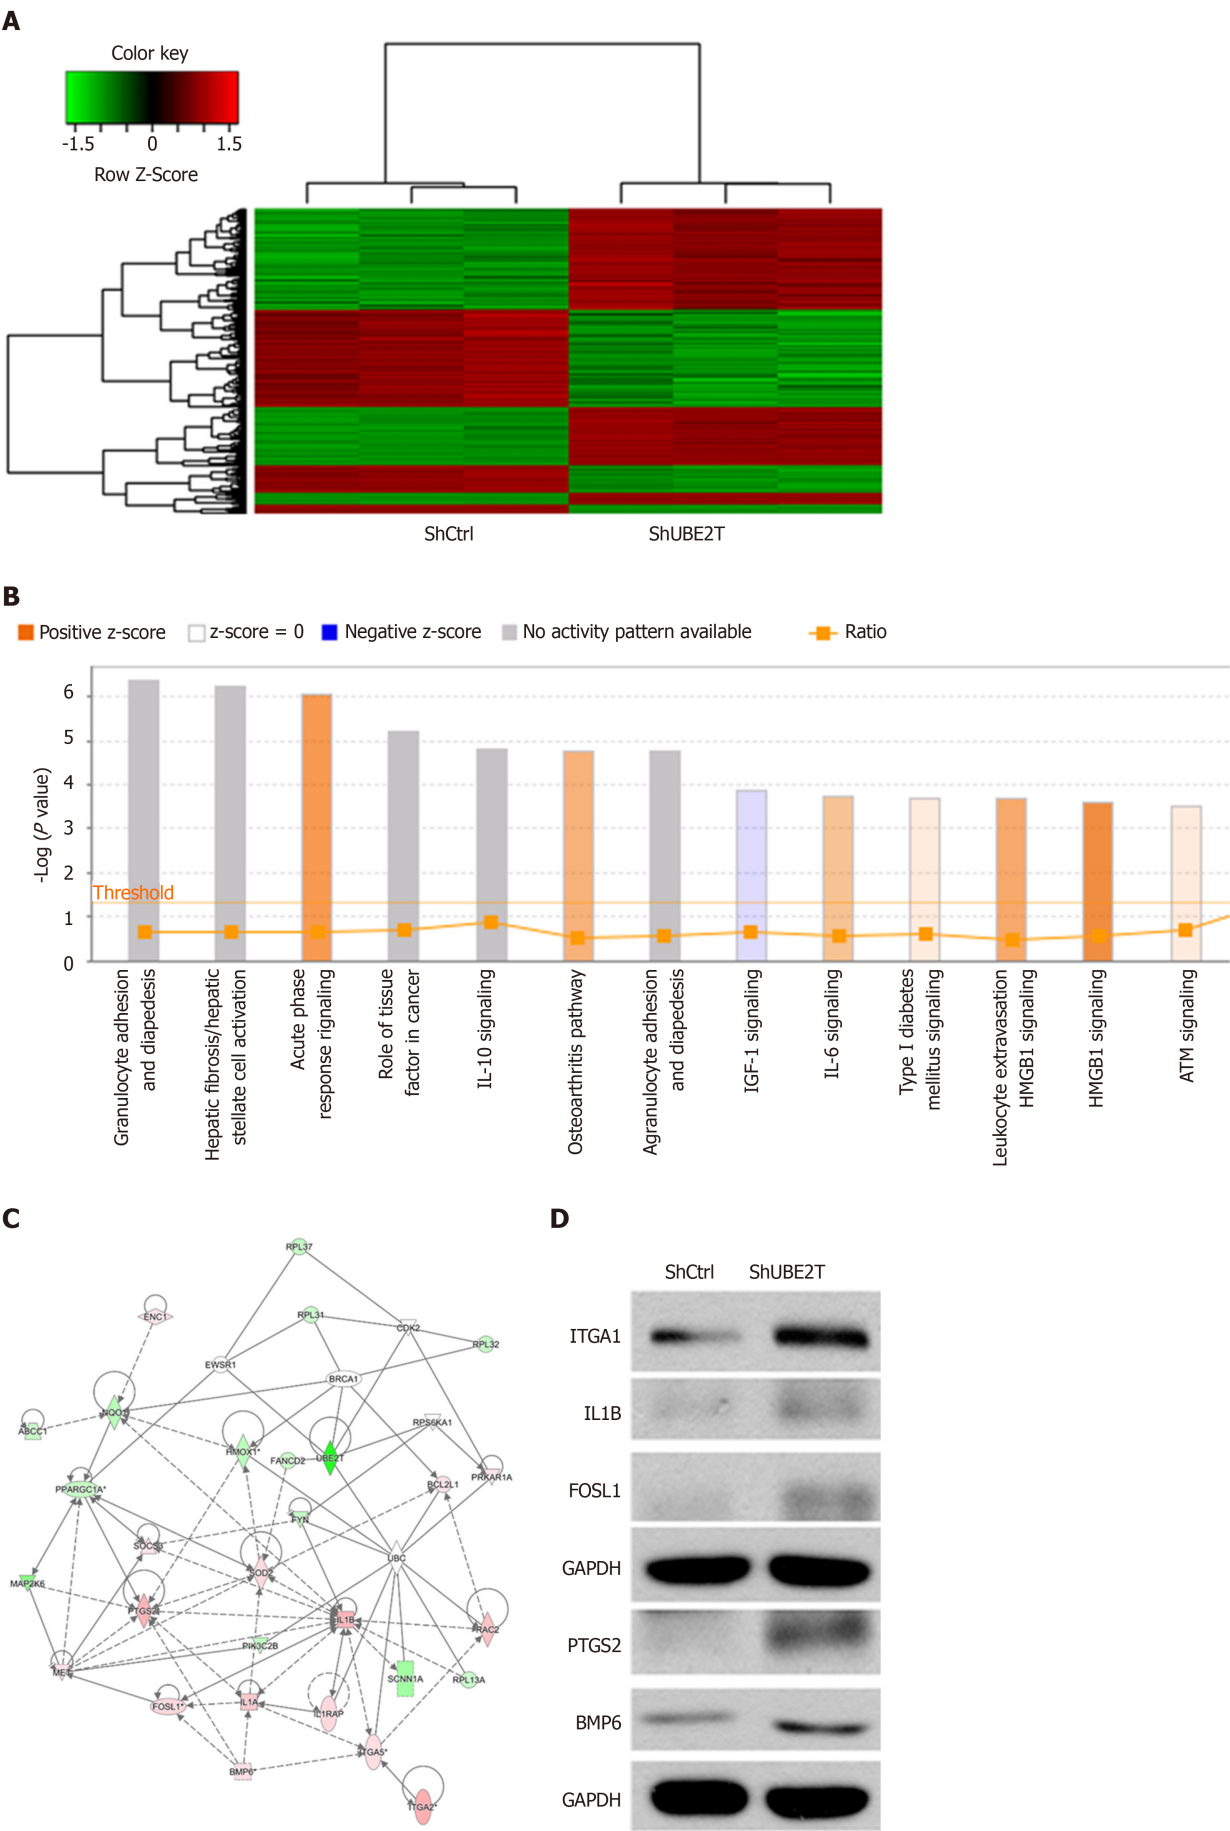 A
Color key
-1.5 0 1.5
Row Z-Score
ShCtrl ShUBE2T
B
Positive z-score z-score = 0 Negative z-score No activity pattern available Ratio
6
5
4
3
2
1
0
-Log (P value)
Threshold
Granulocyte adhesion
and diapedesis
Hepatic fibrosis/hepatic
stellate cell activation
Acute phase
response riignaling
Role of tissue
factor in cancer
IL-10 signaling
Osteoarthritis pathway
Agranulocyte adhesion
and diapedesis
IGF-1 signaling
IL-6 signaling
Type I diabetes
mellitus signaling
Leukocyte extravasation
HMGB1 signaling
HMGB1 signaling
ATM signaling
C
RPL37
ENC1
RPL31
CDK2
RPL32
EWSR1
BRCA1
NQO1
ABCC1
RPS6KA1
HMOX1*
FANCD2
UBE2T
PRKAR1A
BCL2L1
PPARGC1A*
FYN
SOCS3
UBC
SOD2
MAP2K6
PTGS2
IL1B
RAC2
PIK3C2B
MET
SCNN1A
RPL13A
FOSL1*
IL1A
IL1RAP
ITGA5*
BMP6*
ITGA2*
D
ShCtrl ShUBE2T
ITGA1
IL1B
FOSL1
GAPDH
PTGS2
BMP6
GAPDH